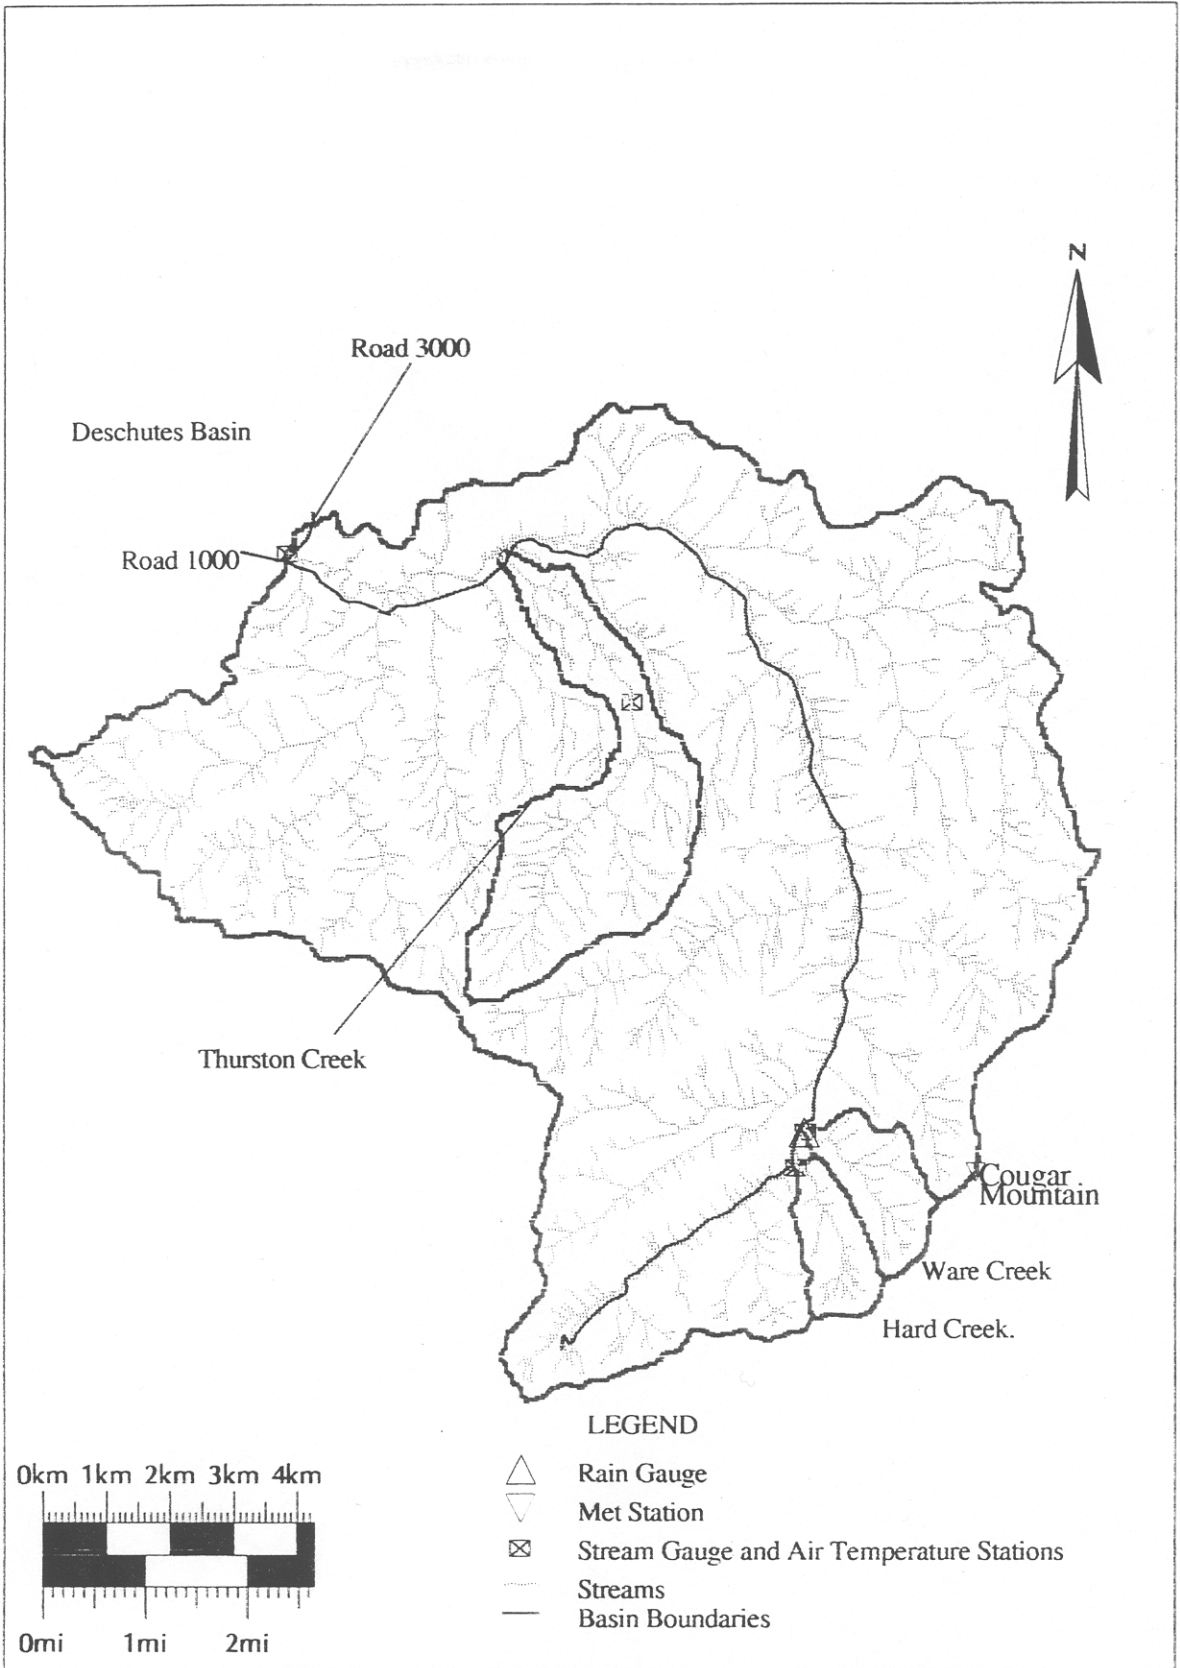 N
Road 3000
Deschutes Basin
Road 1000
Thurston Creek
Cougar
Mountain
Ware Creek
Hard Creek.
LEGEND
Rain Gauge
Met Station
Stream Gauge and Air Temperature Stations
Streams
Basin Boundaries
0km 1km 2km 3km 4km
0mi 1mi 2mi